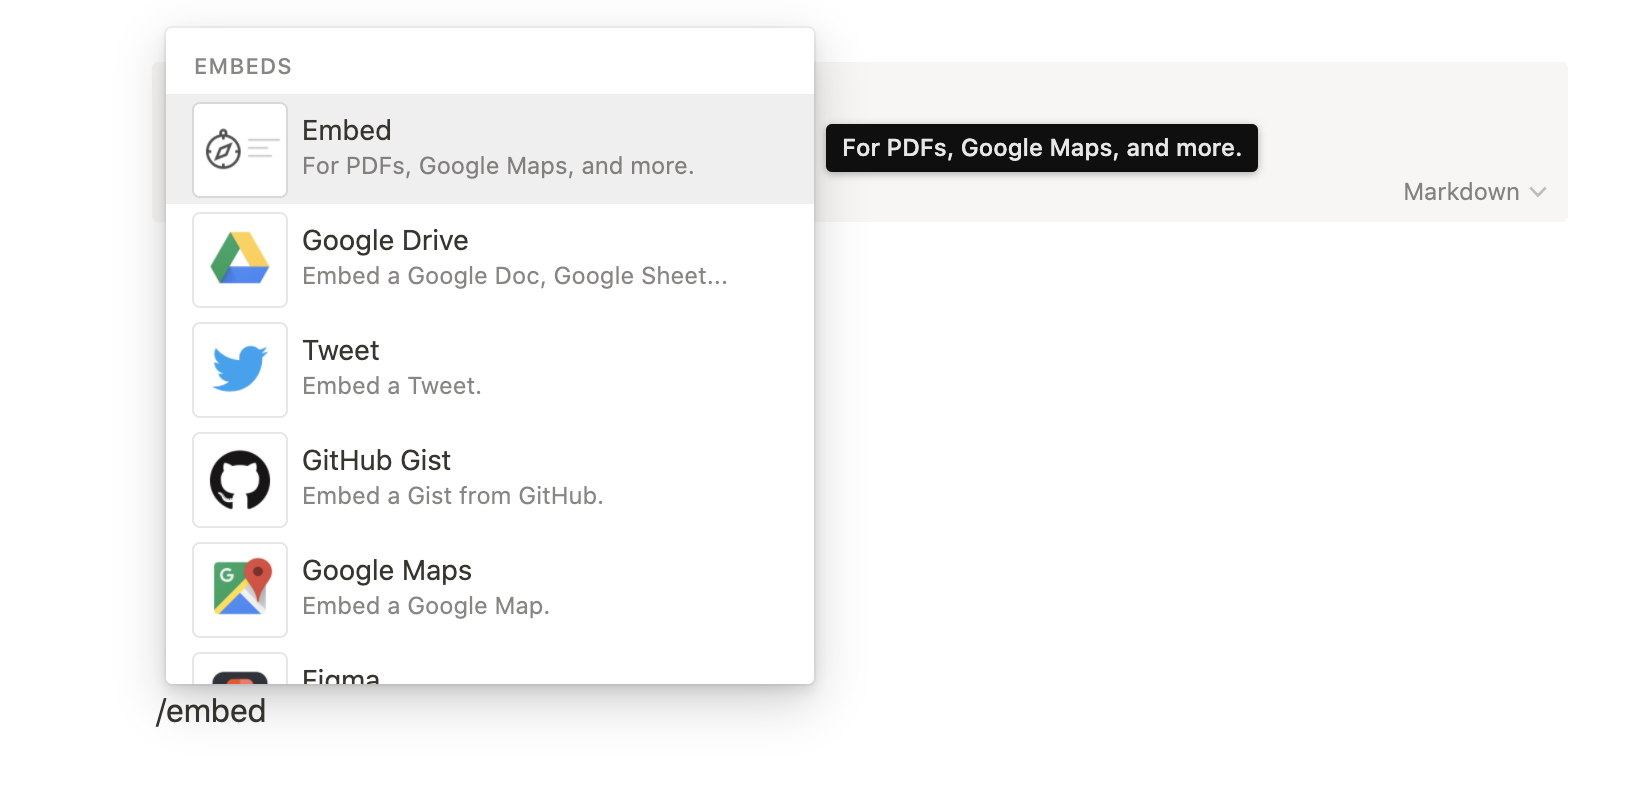 EMBEDS
Embed
For PDFs, Google Maps, and more.
For PDFs, Google Maps, and more.
Markdown
Google Drive
Embed a Google Doc, Google Sheet...
Tweet
Embed a Tweet.
GitHub Gist
Embed a Gist from GitHub.
G
Google Maps
Embed a Google Map.
Figma
/embed